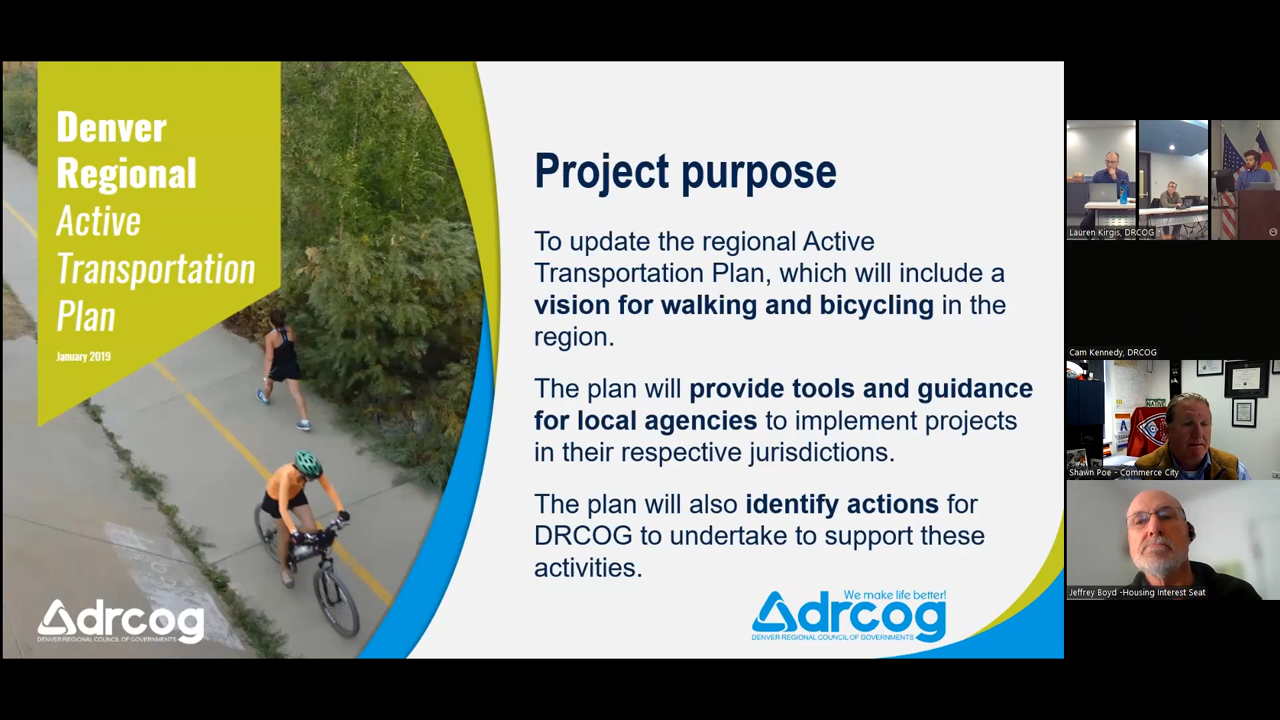 Denver
Regional
Active
Transportation
Plan
January 2019
drcog
DENVER REGIONAL COUNCIL OF GOVERNMENTS
Project purpose
To update the regional Active
Transportation Plan, which will include a
vision for walking and bicycling in the
region.
The plan will provide tools and guidance
for local agencies to implement projects
in their respective jurisdictions.
The plan will also identify actions for
DRCOG to undertake to support these
activities.
We make life better!
drcog
DENVER REGIONAL COUNCIL OF GOVERNMENTS
Lauren Kirgis, DRCOG
Cam Kennedy, DRCOG
NATIVE
Shawn Poe - Commerce City
Jeffrey Boyd -Housing Interest Seat